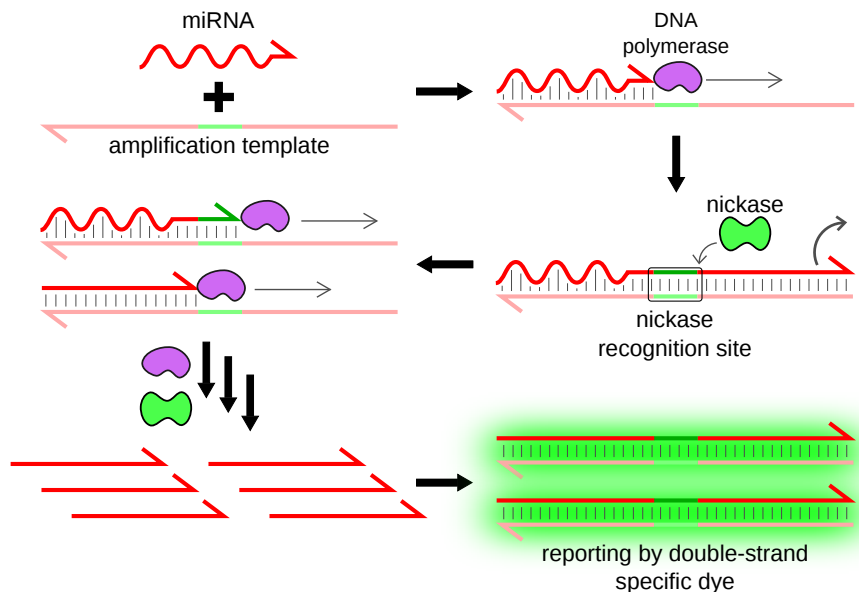 miRNA
amplification template
DNA
polymerase
nickase
nickase
recognition site
reporting by double-strand
specific dye